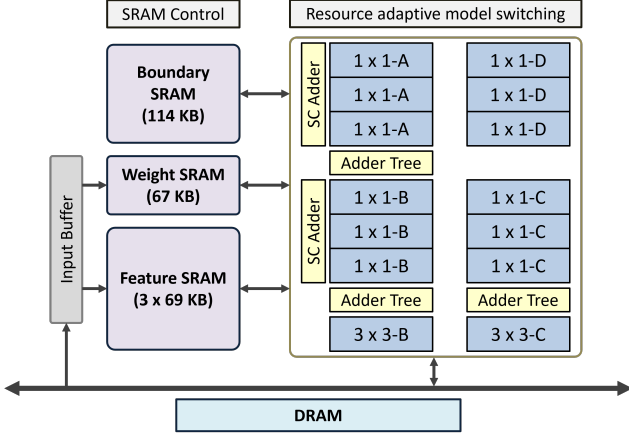 SRAM Control
Resource adaptive model switching
Boundary
SRAM
(114 KB)
Weight SRAM
(67 KB)
Feature SRAM
(3 x 69 KB)
Input Buffer
SC Adder
1 x 1-A
1 x 1-A
1 x 1-A
1 x 1-D
1 x 1-D
1 x 1-D
Adder Tree
SC Adder
1 x 1-B
1 x 1-B
1 x 1-B
1 x 1-C
1 x 1-C
1 x 1-C
Adder Tree
Adder Tree
3 x 3-B
3 x 3-C
DRAM